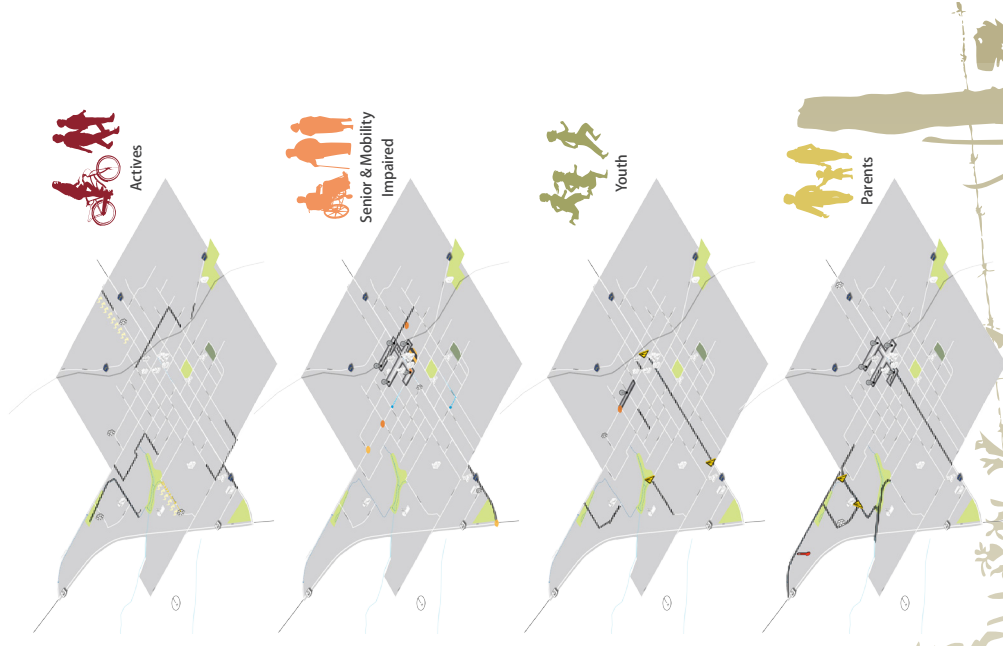 Actives
Senior & Mobility
Impaired
Youth
Parents